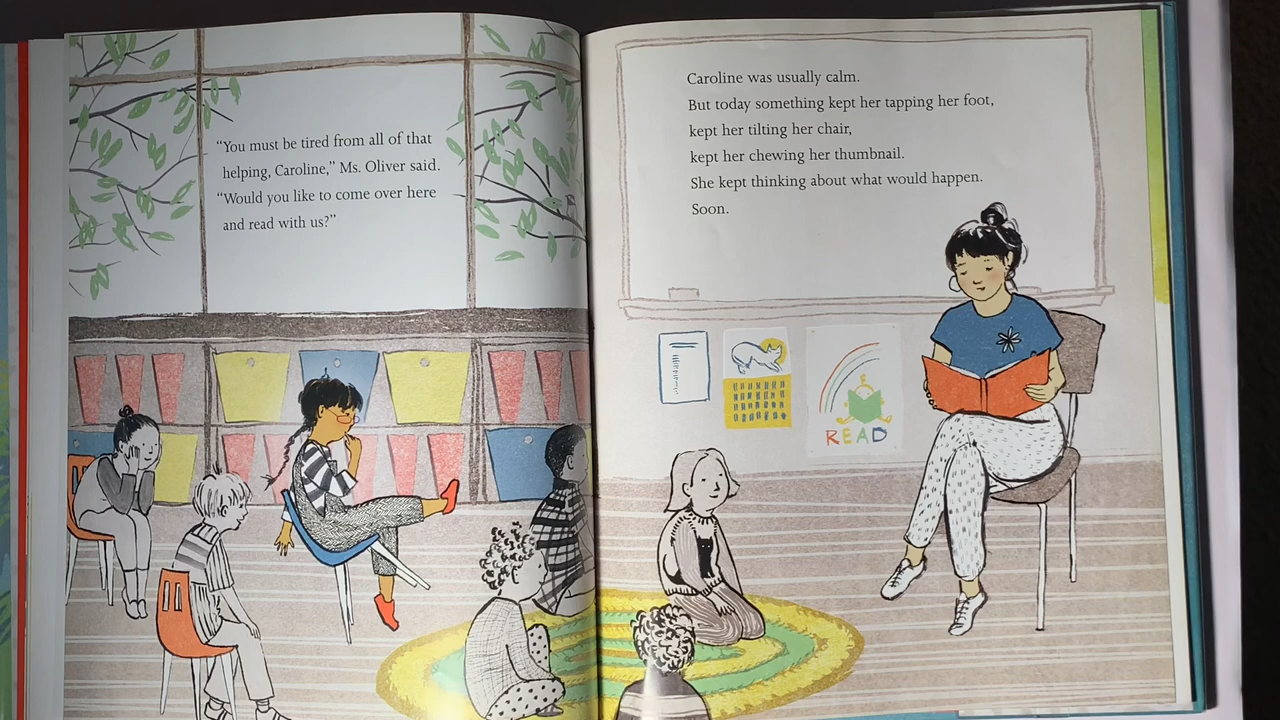 “You must be tired from all of that
helping, Caroline,” Ms. Oliver said.
“Would you like to come over here
and read with us?”
Caroline was usually calm.
But today something kept her tapping her foot,
kept her tilting her chair,
kept her chewing her thumbnail.
She kept thinking about what would happen.
Soon.
READ